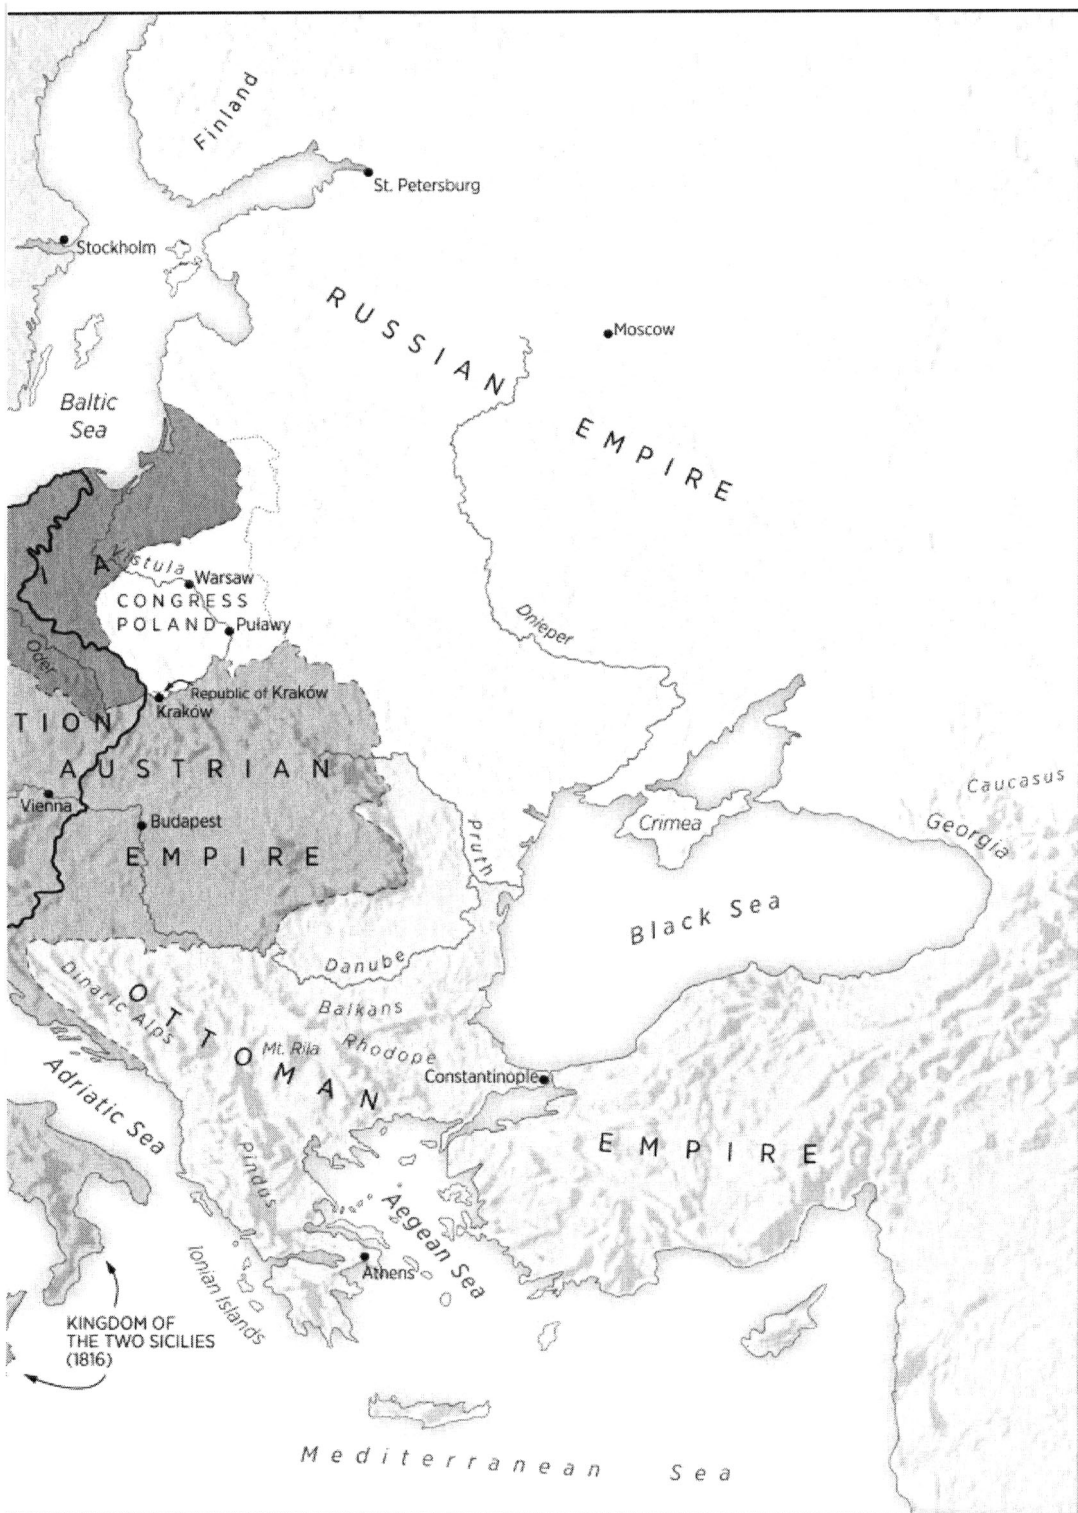 Finland
St. Petersburg
Stockholm
RUSSIAN
EMPIRE
Moscow
Baltic
Sea
I A
Vistula
Warsaw
CONGRESS
POLAND
Puławy
Dnieper
Oder
Republic of Kraków
Kraków
TION
AUSTRIAN
EMPIRE
Vienna
Budapest
Pruth
Crimea
Caucasus
Georgia
Black Sea
Danube
Dinaric Alps
Balkans
OTTOMAN
EMPIRE
Mt. Rila
Rhodope
Constantinople
Adriatic Sea
Pindus
Aegean Sea
Athens
Ionian Islands
KINGDOM OF
THE TWO SICILIES
(1816)
Mediterranean Sea